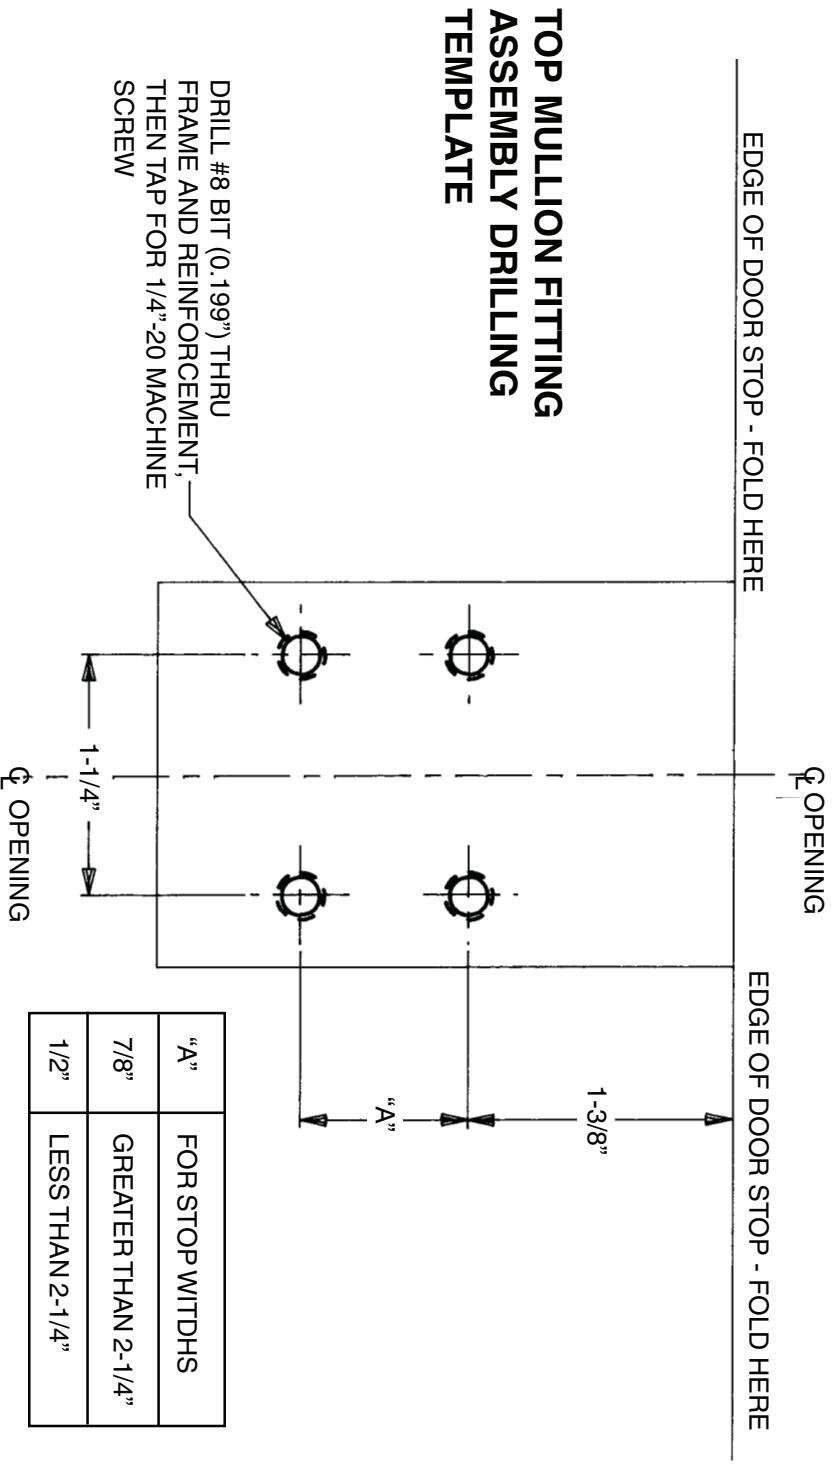 TOP MULLION FITTING
ASSEMBLY DRILLING
TEMPLATE
EDGE OF DOOR STOP - FOLD HERE
℄ OPENING
EDGE OF DOOR STOP - FOLD HERE
1-3/8”
“A”
DRILL #8 BIT (0.199”) THRU
FRAME AND REINFORCEMENT,
THEN TAP FOR 1/4”-20 MACHINE
SCREW
1-1/4”
℄ OPENING
“A” FOR STOP WITDHS
7/8” GREATER THAN 2-1/4”
1/2” LESS THAN 2-1/4”